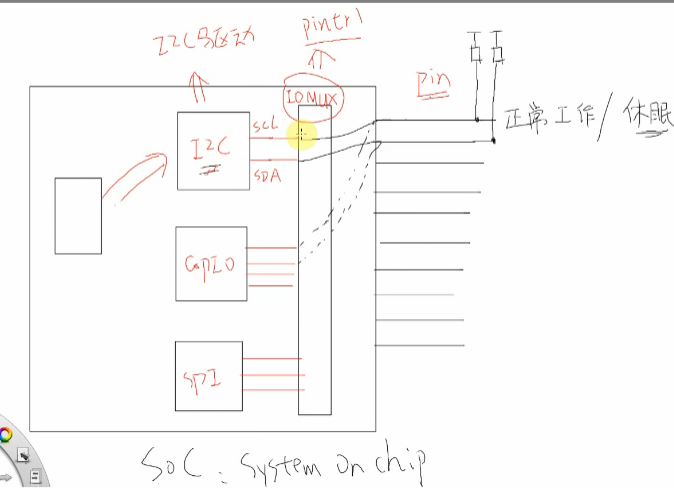 I2C驱动
pintrl
IOMUX
pin
SCL
I2C
SDA
正常工作/休眠
GpIO
SPI
SoC : System on chip